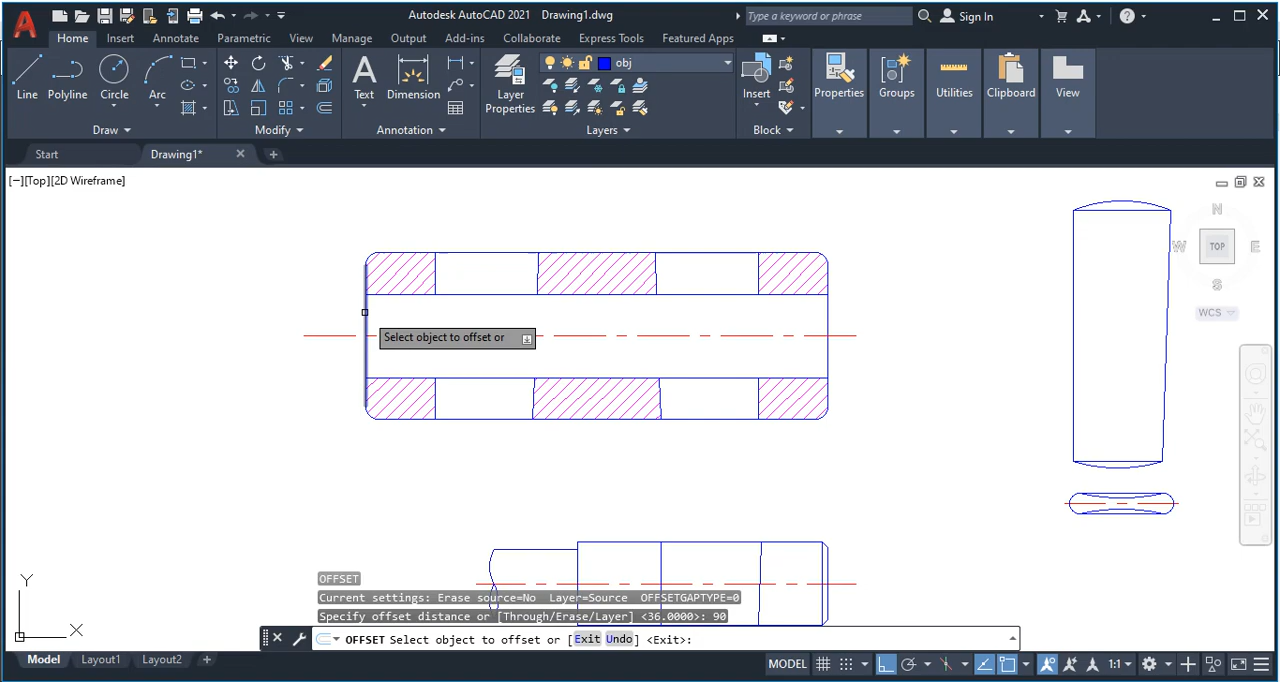 Autodesk AutoCAD 2021 Drawing1.dwg
Type a keyword or phrase
Sign In
Home Insert Annotate Parametric View Manage Output Add-ins Collaborate Express Tools Featured Apps
Line Polyline Circle Arc
Text Dimension
Layer Properties
obj
Insert
Properties Groups Utilities Clipboard View
Draw Modify Annotation Layers Block
Start Drawing1*
[−][Top][2D Wireframe]
N
W TOP E
S
WCS
Select object to offset or
Y
X
OFFSET
Current settings: Erase source=No Layer=Source OFFSETGAPTYPE=0
Specify offset distance or [Through/Erase/Layer] <36.0000>: 90
OFFSET Select object to offset or [Exit Undo] <Exit>:
Model Layout1 Layout2 +
MODEL 1:1